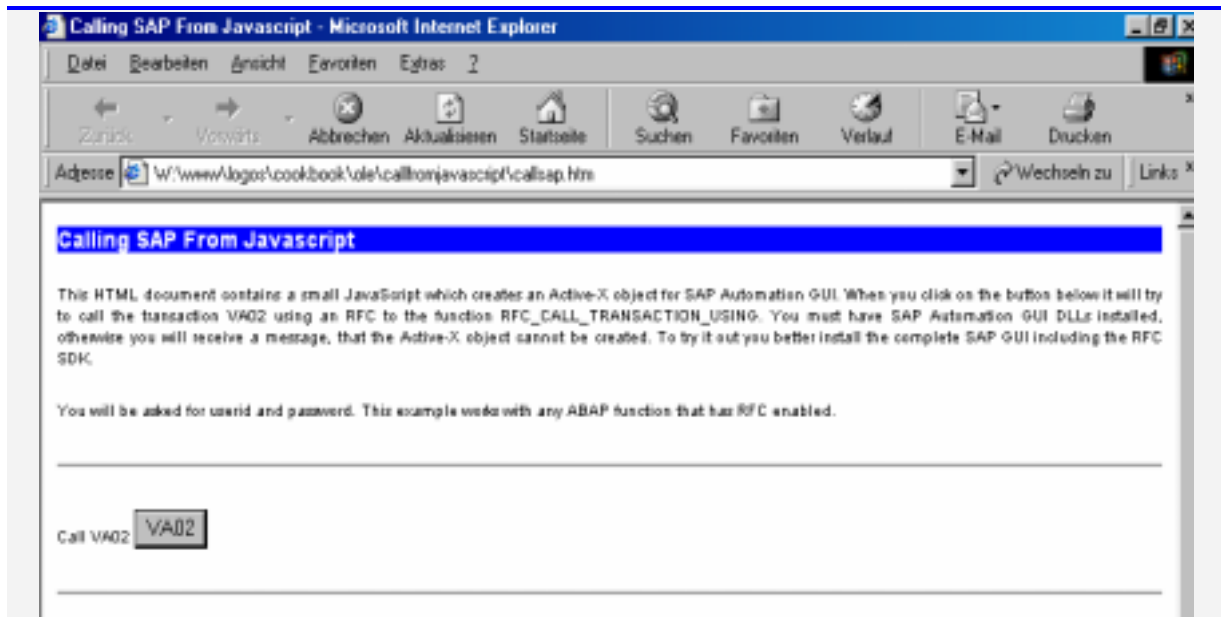 Calling SAP From Javascript - Microsoft Internet Explorer
Datei Bearbeiten Ansicht Favoriten Extras ?
Zurück Vorwärts Abbrechen Aktualisieren Startseite Suchen Favoriten Verlauf E-Mail Drucken
Adresse W:\www\logos\cookbook\ole\callfromjavascript\callsap.htm Wechseln zu Links
Calling SAP From Javascript
This HTML document contains a small JavaScript which creates an Active-X object for SAP Automation GUI. When you click on the button below it will try
to call the transaction VA02 using an RFC to the function RFC_CALL_TRANSACTION_USING. You must have SAP Automation GUI DLLs installed,
otherwise you will receive a message, that the Active-X object cannot be created. To try it out you better install the complete SAP GUI including the RFC
SDK.
You will be asked for userid and password. This example works with any ABAP function that has RFC enabled.
Call VA02 VA02